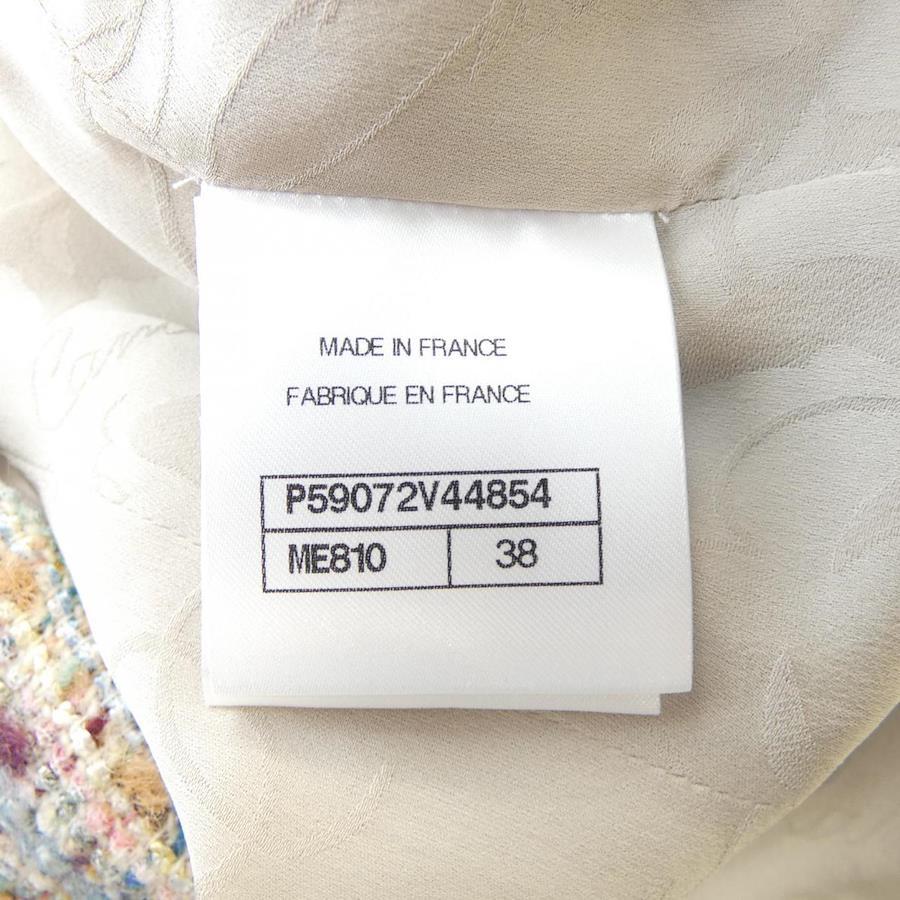 MADE IN FRANCE
FABRIQUE EN FRANCE
P59072V44854
ME810 38